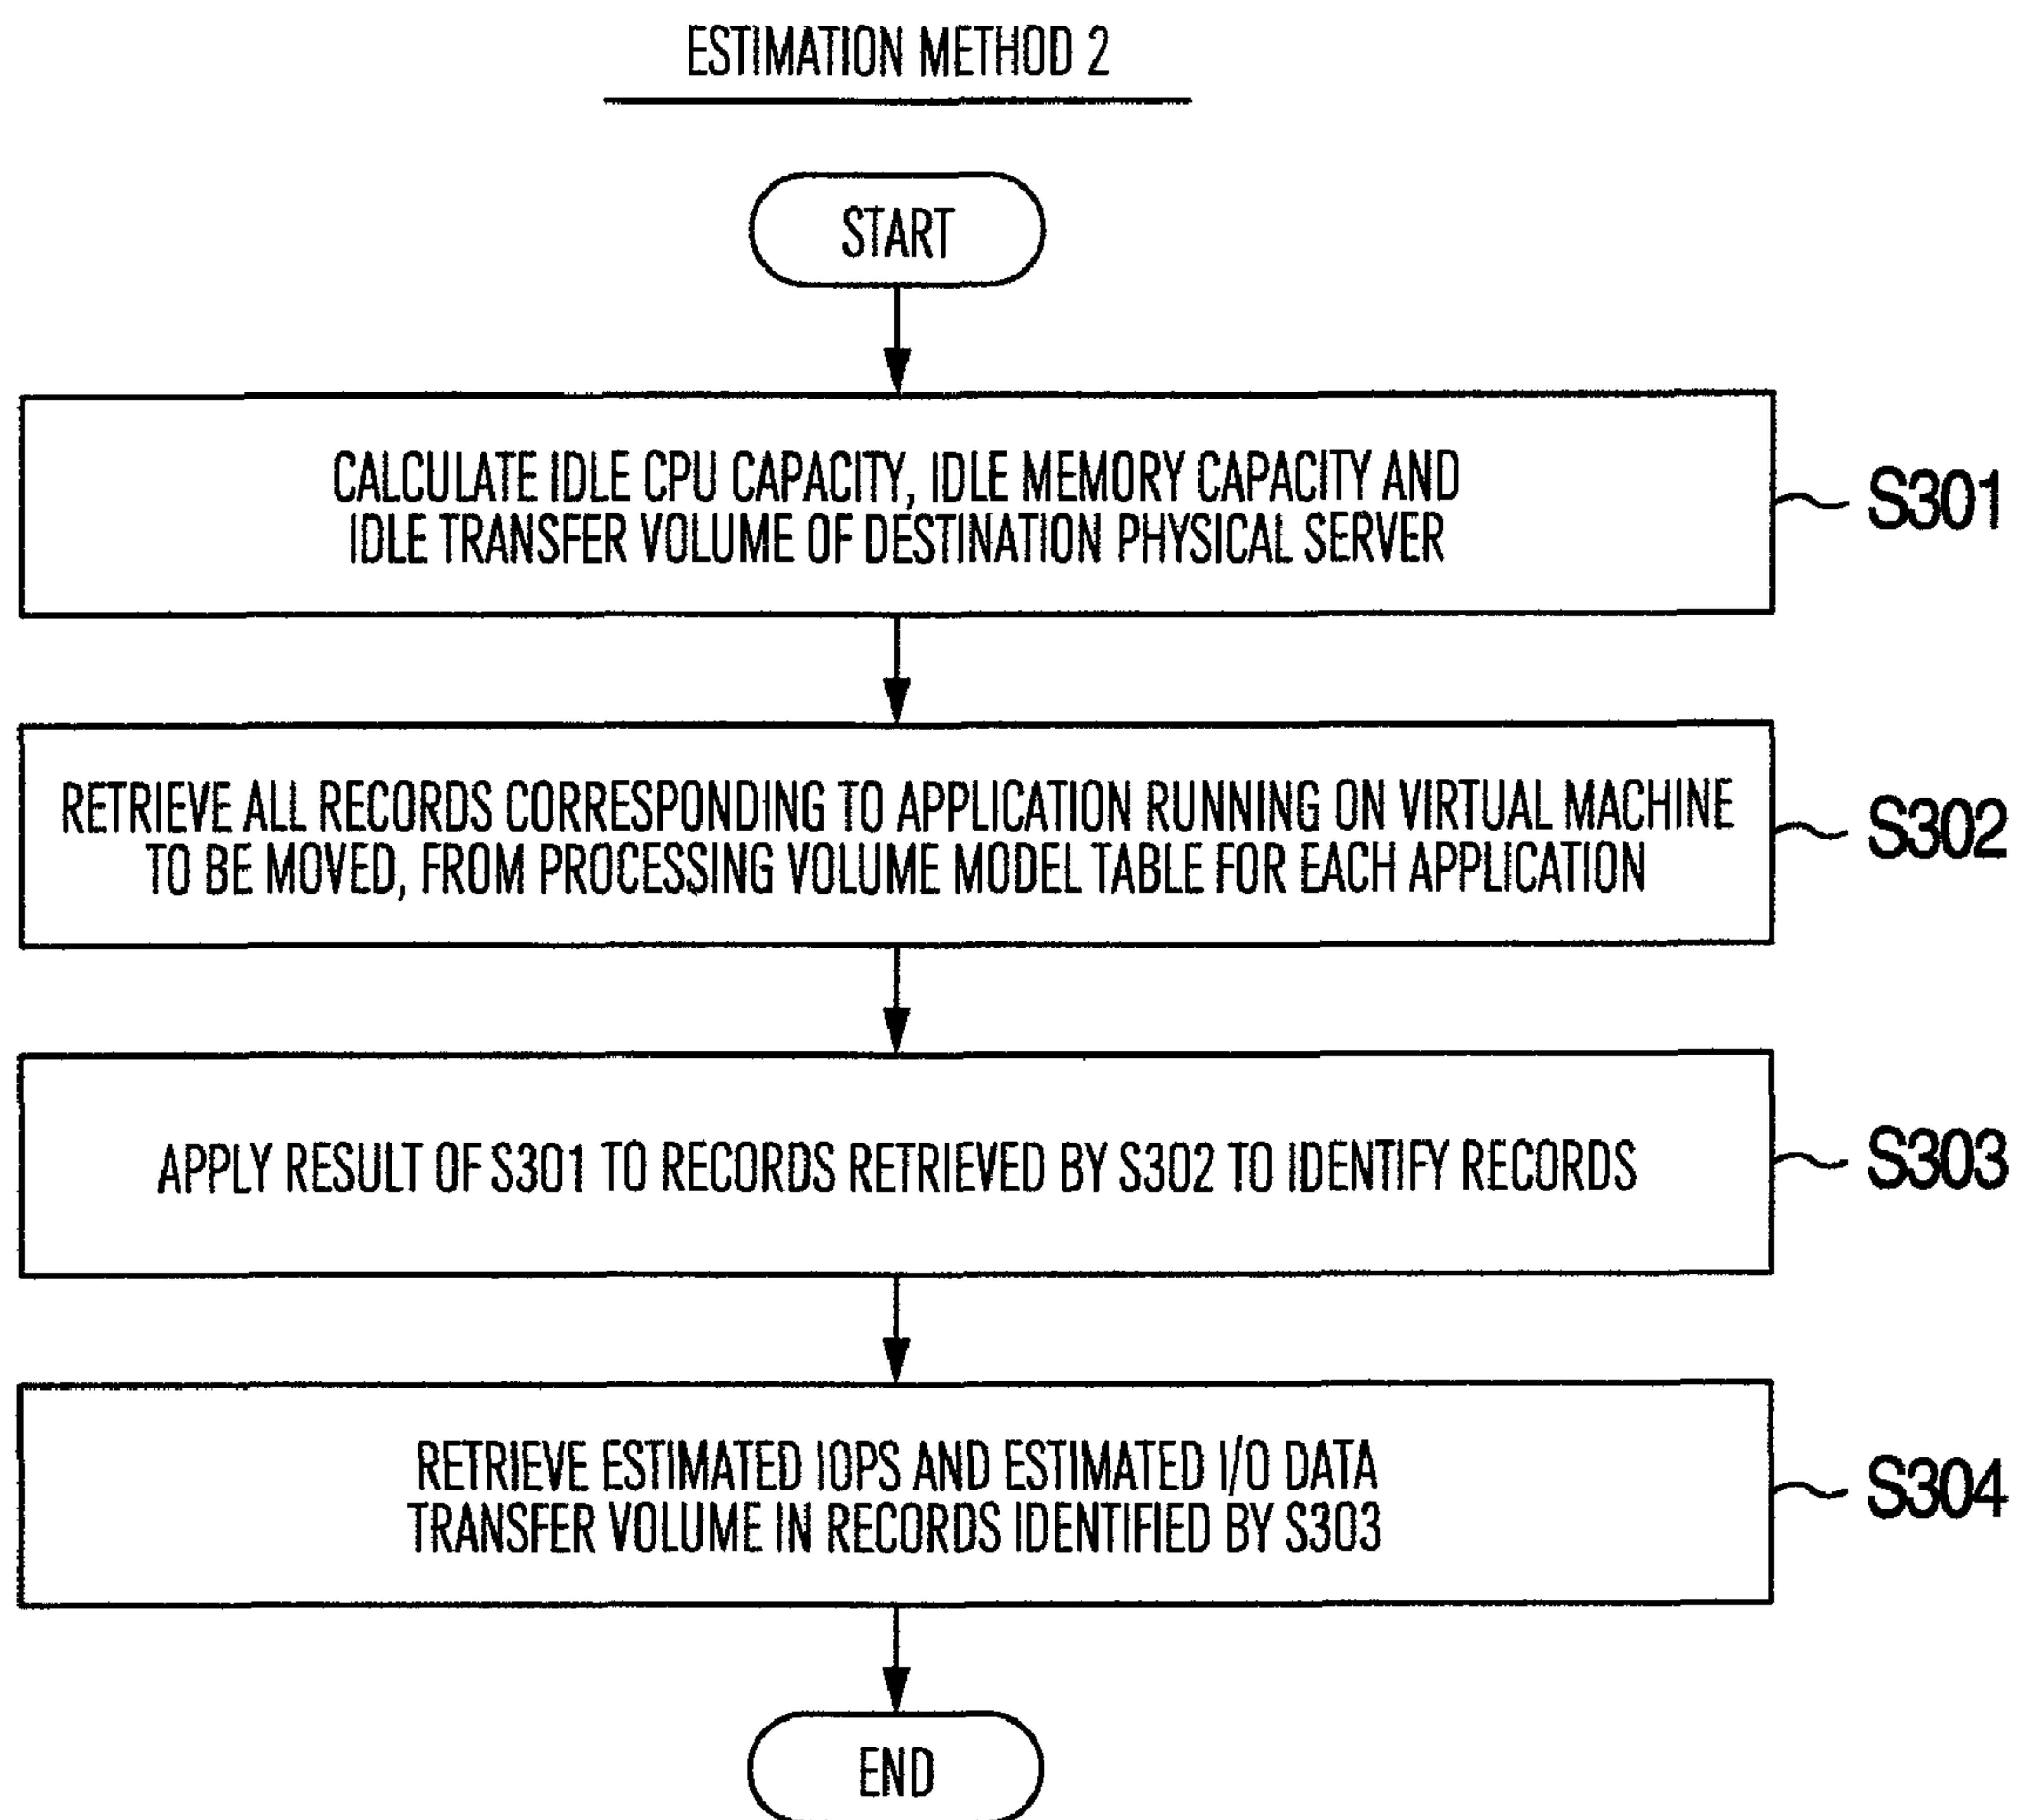 ESTIMATION METHOD 2
START
CALCULATE IDLE CPU CAPACITY, IDLE MEMORY CAPACITY AND
IDLE TRANSFER VOLUME OF DESTINATION PHYSICAL SERVER
S301
RETRIEVE ALL RECORDS CORRESPONDING TO APPLICATION RUNNING ON VIRTUAL MACHINE
TO BE MOVED, FROM PROCESSING VOLUME MODEL TABLE FOR EACH APPLICATION
S302
APPLY RESULT OF S301 TO RECORDS RETRIEVED BY S302 TO IDENTIFY RECORDS
S303
RETRIEVE ESTIMATED IOPS AND ESTIMATED I/O DATA
TRANSFER VOLUME IN RECORDS IDENTIFIED BY S303
S304
END